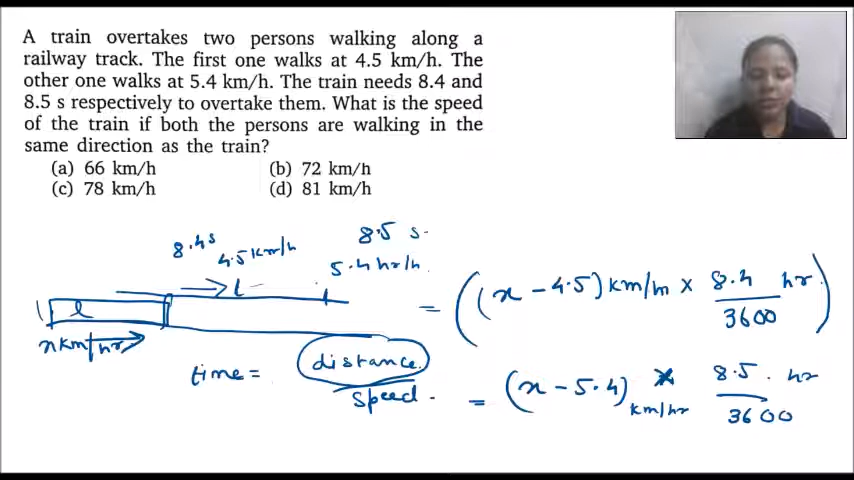 A train overtakes two persons walking along a
railway track. The first one walks at 4.5 km/h. The
other one walks at 5.4 km/h. The train needs 8.4 and
8.5 s respectively to overtake them. What is the speed
of the train if both the persons are walking in the
same direction as the train?
(a) 66 km/h (b) 72 km/h
(c) 78 km/h (d) 81 km/h
8.4s 4.5 km/h 8.5 s.
5.4 hr/h.
l l = ((x - 4.5) km/m × 8.4/3600 hr.)
x km/hr
time = distance./speed.
= (x - 5.4) km/hr × 8.5/3600 . hr